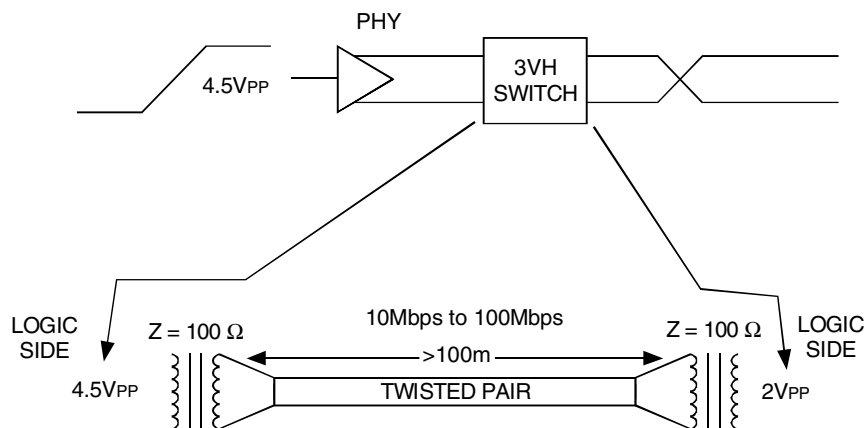 PHY
4.5VPP
3VH
SWITCH
LOGIC
SIDE
Z = 100 Ω
10Mbps to 100Mbps
Z = 100 Ω
LOGIC
SIDE
>100m
4.5VPP
TWISTED PAIR
2VPP